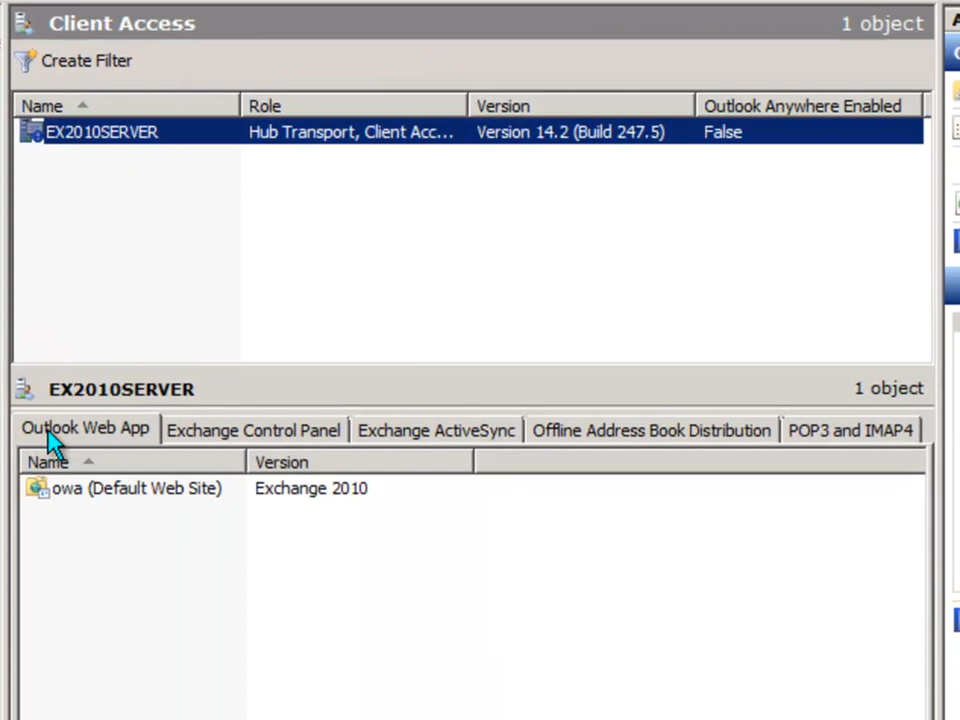 Client Access 1 object
Create Filter
Name Role Version Outlook Anywhere Enabled
EX2010SERVER Hub Transport, Client Acc... Version 14.2 (Build 247.5) False
EX2010SERVER 1 object
Outlook Web App Exchange Control Panel Exchange ActiveSync Offline Address Book Distribution POP3 and IMAP4
Name Version
owa (Default Web Site) Exchange 2010